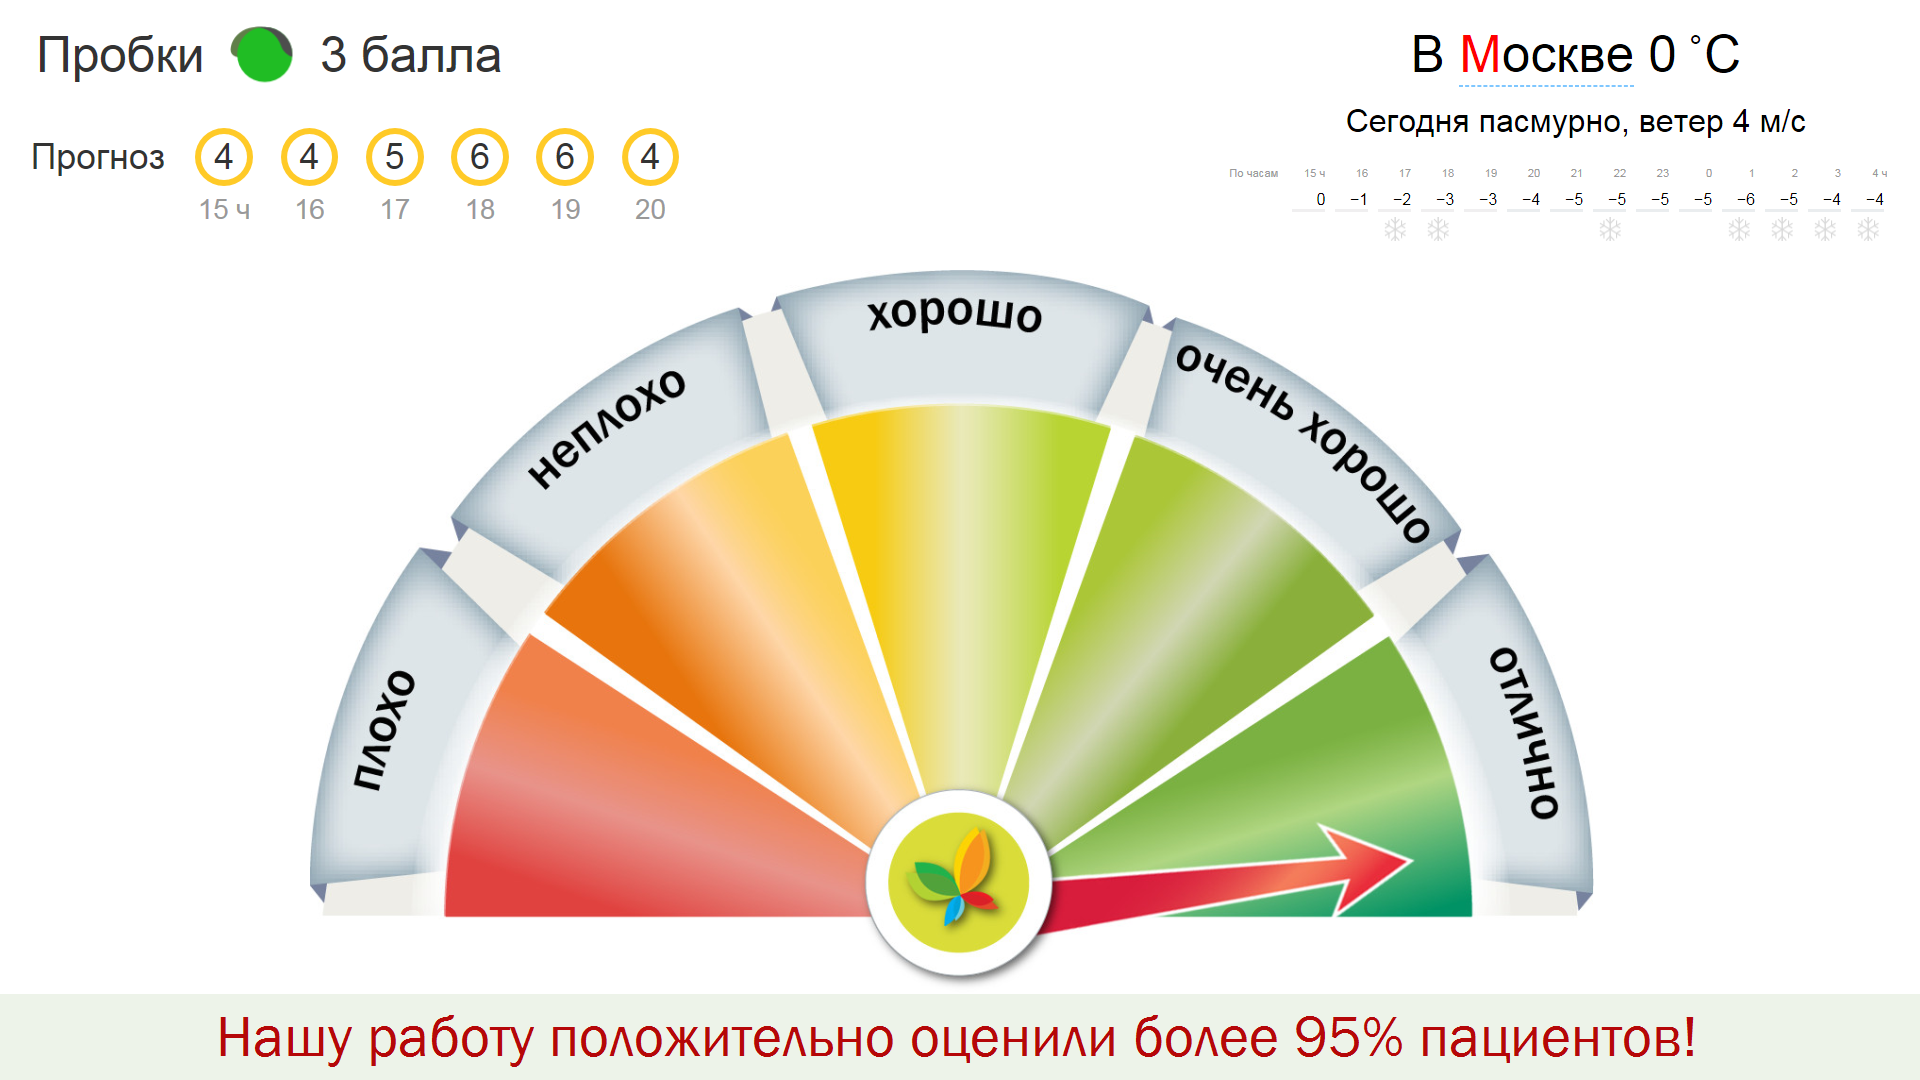 Пробки 3 балла
Прогноз 4 4 5 6 6 4
15 ч 16 17 18 19 20
В Москве 0 °C
Сегодня пасмурно, ветер 4 м/с
По часам 15 ч 16 17 18 19 20 21 22 23 0 1 2 3 4 ч
0 −1 −2 −3 −3 −4 −5 −5 −5 −5 −6 −5 −4 −4
плохо
неплохо
хорошо
очень хорошо
отлично
Нашу работу положительно оценили более 95% пациентов!